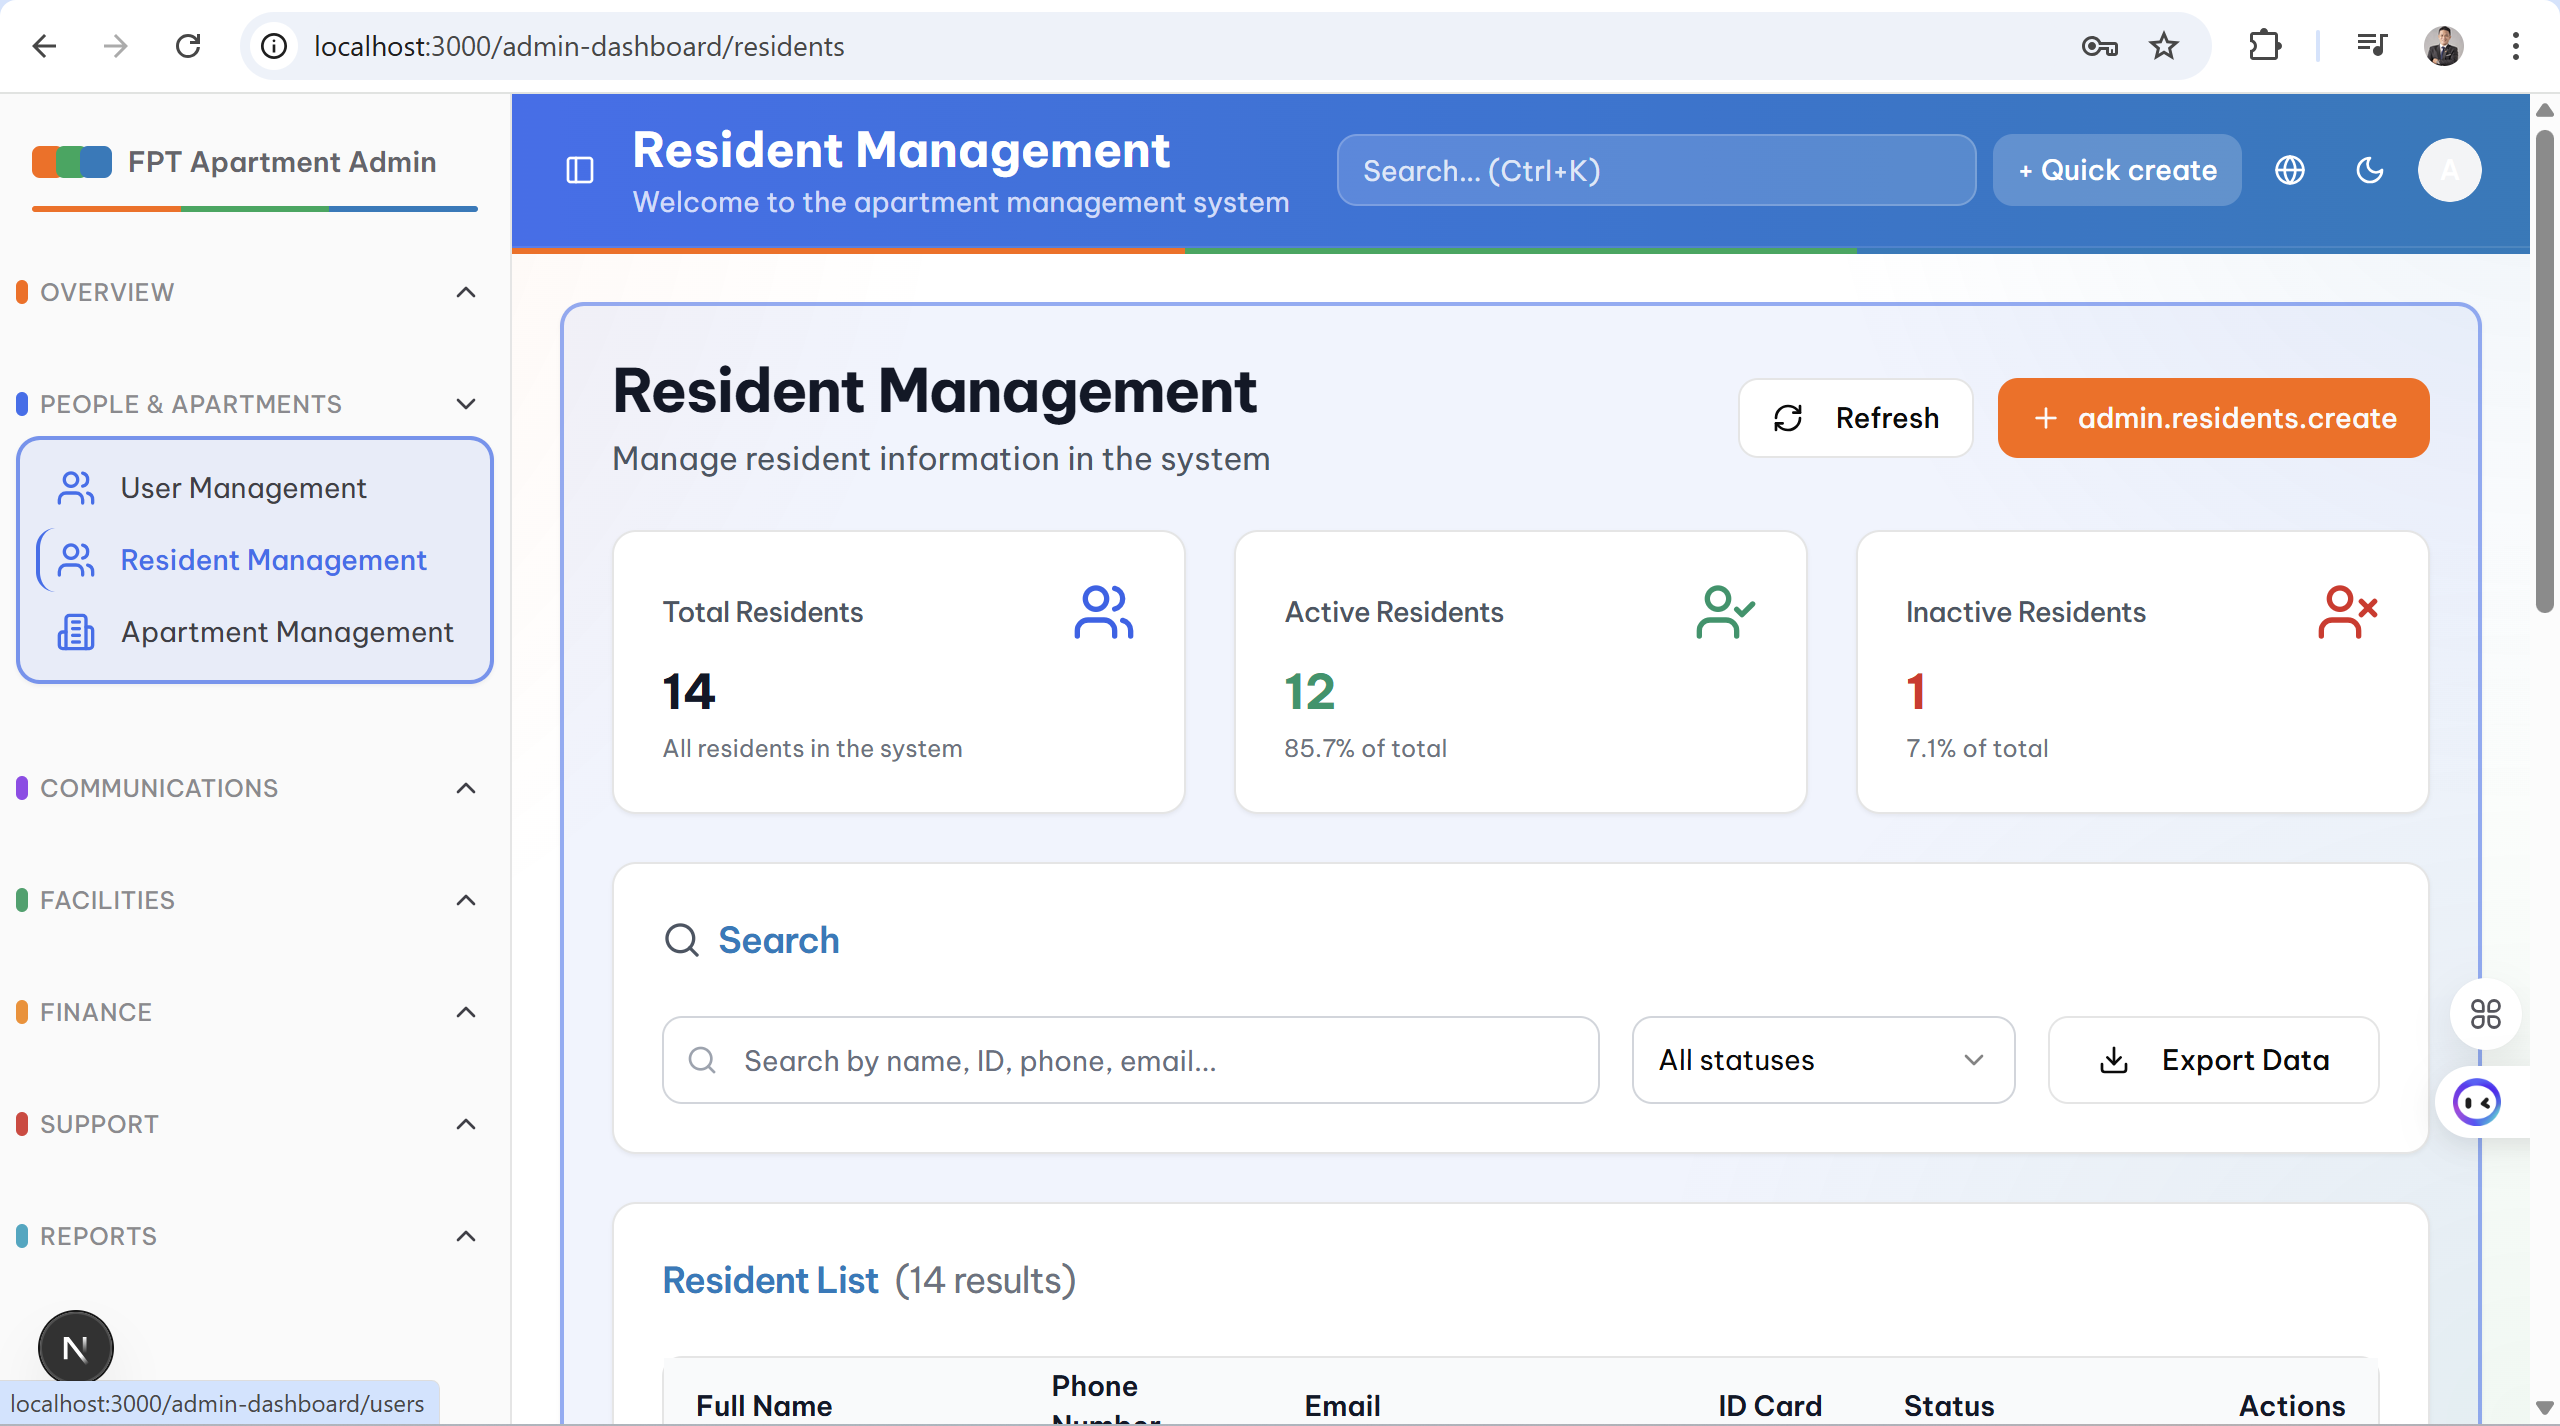 localhost:3000/admin-dashboard/residents
FPT Apartment Admin
OVERVIEW
PEOPLE & APARTMENTS
User Management
Resident Management
Apartment Management
COMMUNICATIONS
FACILITIES
FINANCE
SUPPORT
REPORTS
N
localhost:3000/admin-dashboard/users
Resident Management
Welcome to the apartment management system
Search... (Ctrl+K)
+ Quick create
A
Resident Management
Manage resident information in the system
Refresh
+ admin.residents.create
Total Residents
14
All residents in the system
Active Residents
12
85.7% of total
Inactive Residents
1
7.1% of total
Search
Search by name, ID, phone, email...
All statuses
Export Data
Resident List (14 results)
Full Name
Phone
Number
Email
ID Card
Status
Actions